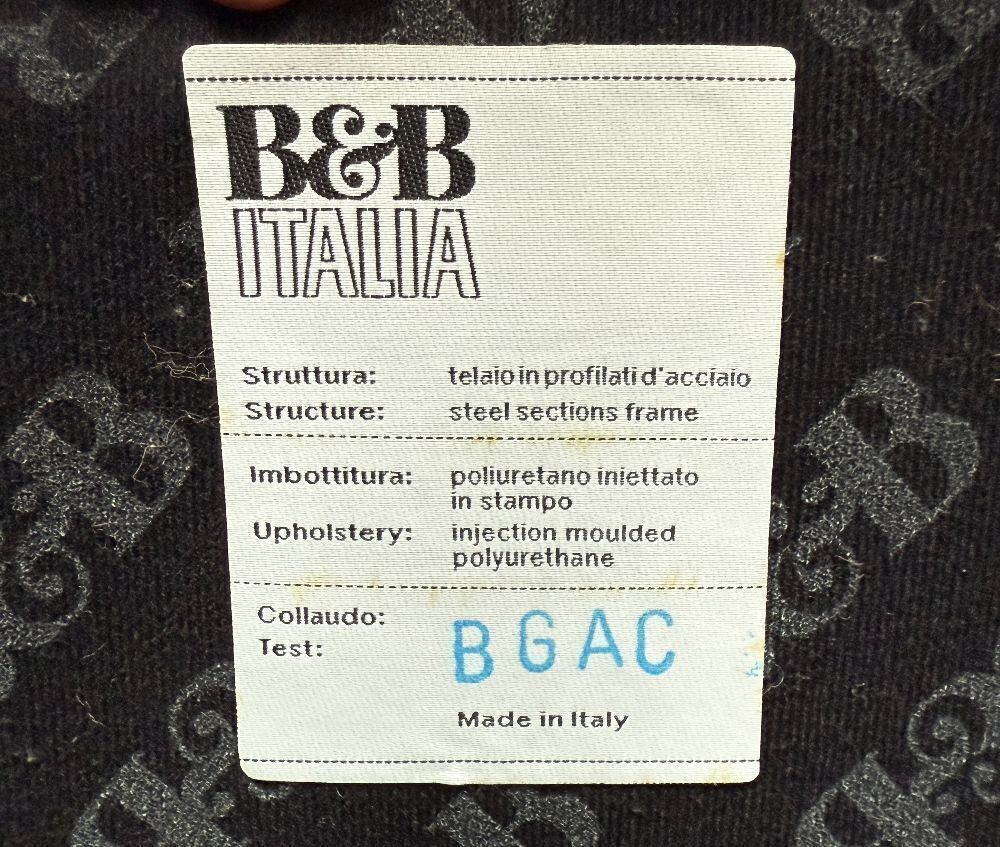 B&B
ITALIA
Struttura: telaio in profilati d'acciaio
Structure: steel sections frame
Imbottitura: poliuretano iniettato
in stampo
Upholstery: injection moulded
polyurethane
Collaudo:
Test: BGAC
Made in Italy